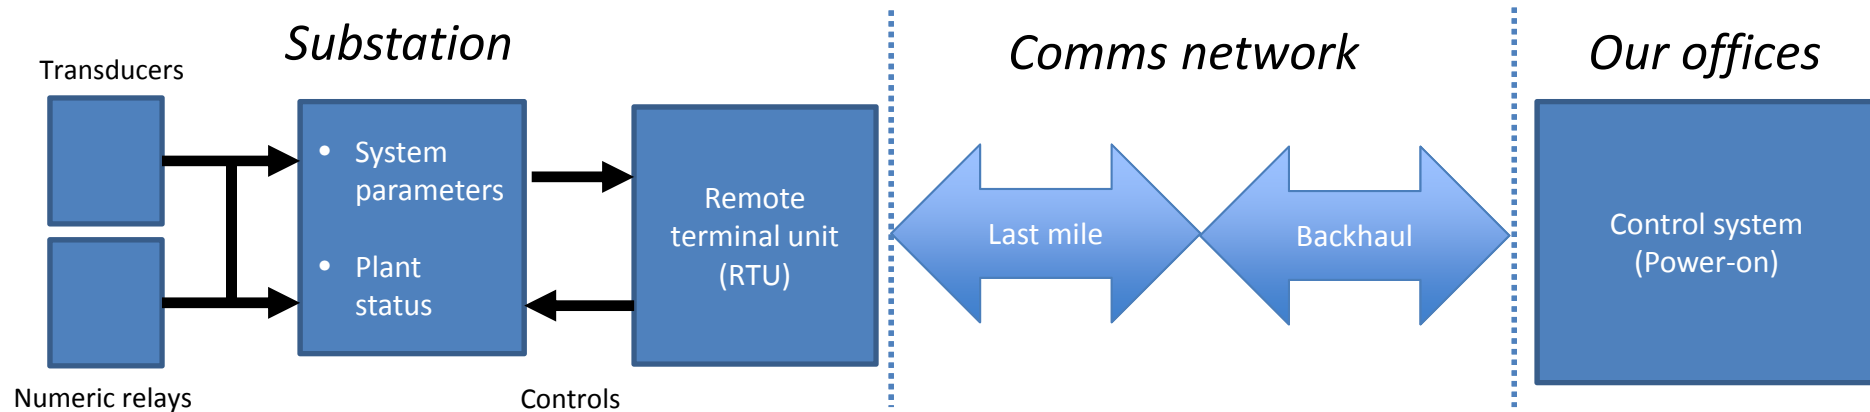 Substation
Comms network
Our offices
Transducers
• System
parameters
• Plant
status
Remote
terminal unit
(RTU)
Last mile
Backhaul
Control system
(Power-on)
Numeric relays
Controls